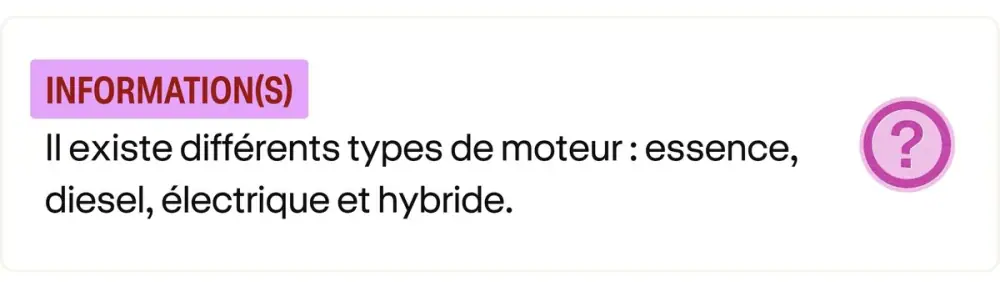 INFORMATION(S)
Il existe différents types de moteur : essence,
diesel, électrique et hybride.
?